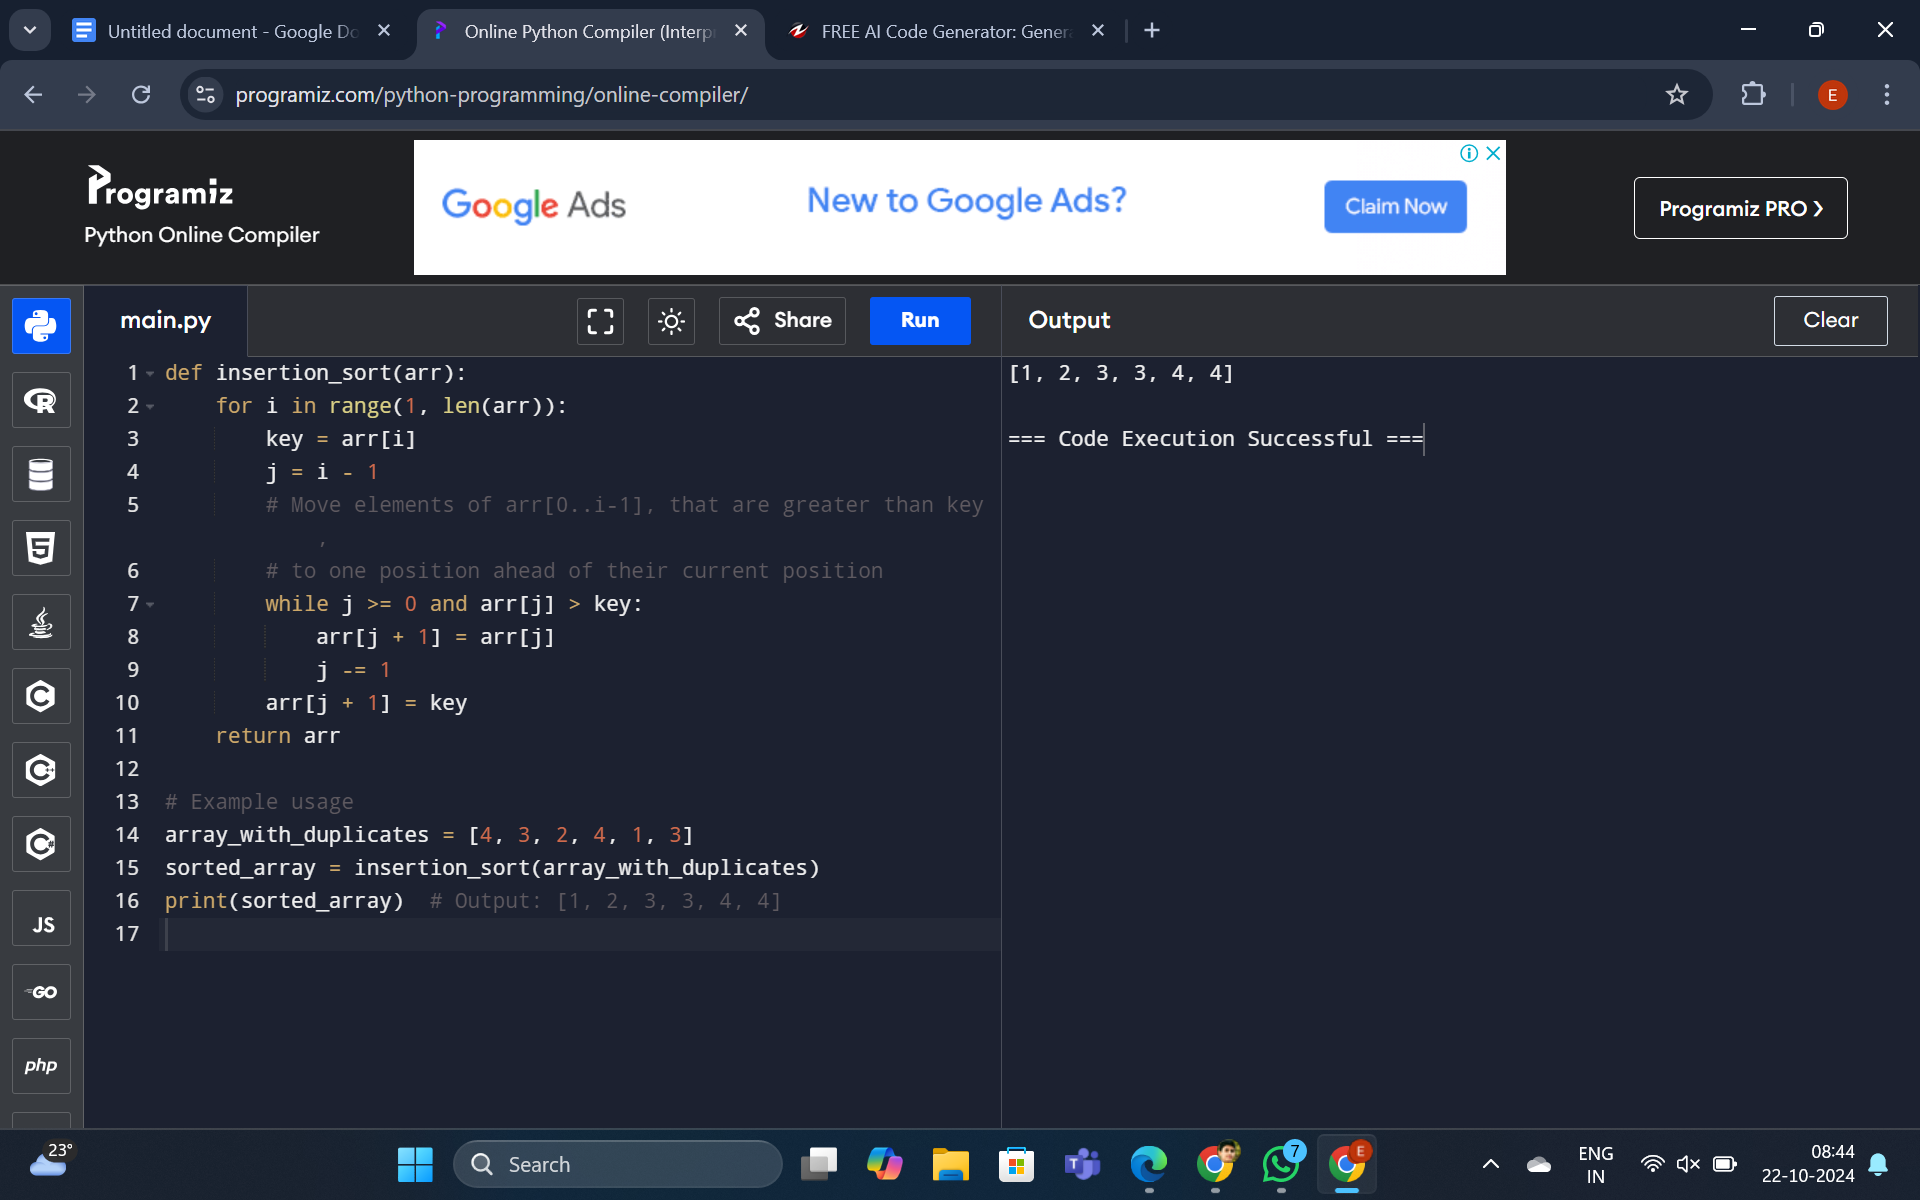 Untitled document - Google Do
Online Python Compiler (Interp
FREE AI Code Generator: Genera
programiz.com/python-programming/online-compiler/
E
Programiz
Python Online Compiler
Google Ads
New to Google Ads?
Claim Now
Programiz PRO ❯
main.py
Share
Run
Output
Clear
1 def insertion_sort(arr):
2 for i in range(1, len(arr)):
3 key = arr[i]
4 j = i - 1
5 # Move elements of arr[0..i-1], that are greater than key
,
6 # to one position ahead of their current position
7 while j >= 0 and arr[j] > key:
8 arr[j + 1] = arr[j]
9 j -= 1
10 arr[j + 1] = key
11 return arr
12
13 # Example usage
14 array_with_duplicates = [4, 3, 2, 4, 1, 3]
15 sorted_array = insertion_sort(array_with_duplicates)
16 print(sorted_array)  # Output: [1, 2, 3, 3, 4, 4]
17
[1, 2, 3, 3, 4, 4]
=== Code Execution Successful ===
R
5
C
C++
C#
JS
GO
php
23°
Search
T
7
E
ENG
IN
08:44
22-10-2024